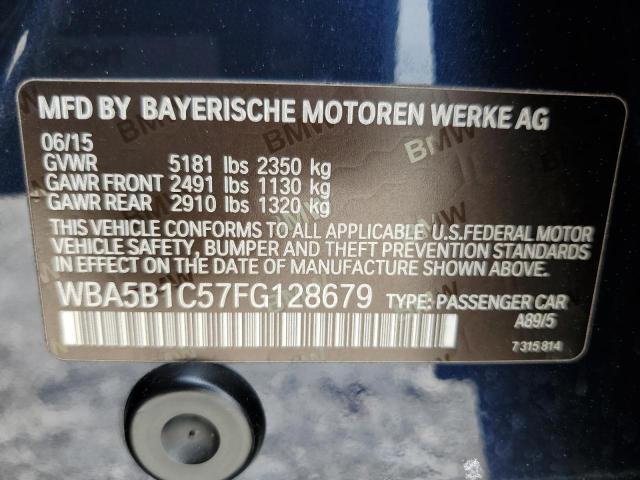 MFD BY BAYERISCHE MOTOREN WERKE AG
06/15
GVWR 5181 lbs 2350 kg
GAWR FRONT 2491 lbs 1130 kg
GAWR REAR 2910 lbs 1320 kg
THIS VEHICLE CONFORMS TO ALL APPLICABLE U.S.FEDERAL MOTOR
VEHICLE SAFETY, BUMPER AND THEFT PREVENTION STANDARDS
IN EFFECT ON THE DATE OF MANUFACTURE SHOWN ABOVE.
WBA5B1C57FG128679 TYPE: PASSENGER CAR
A89/5
7 315 814